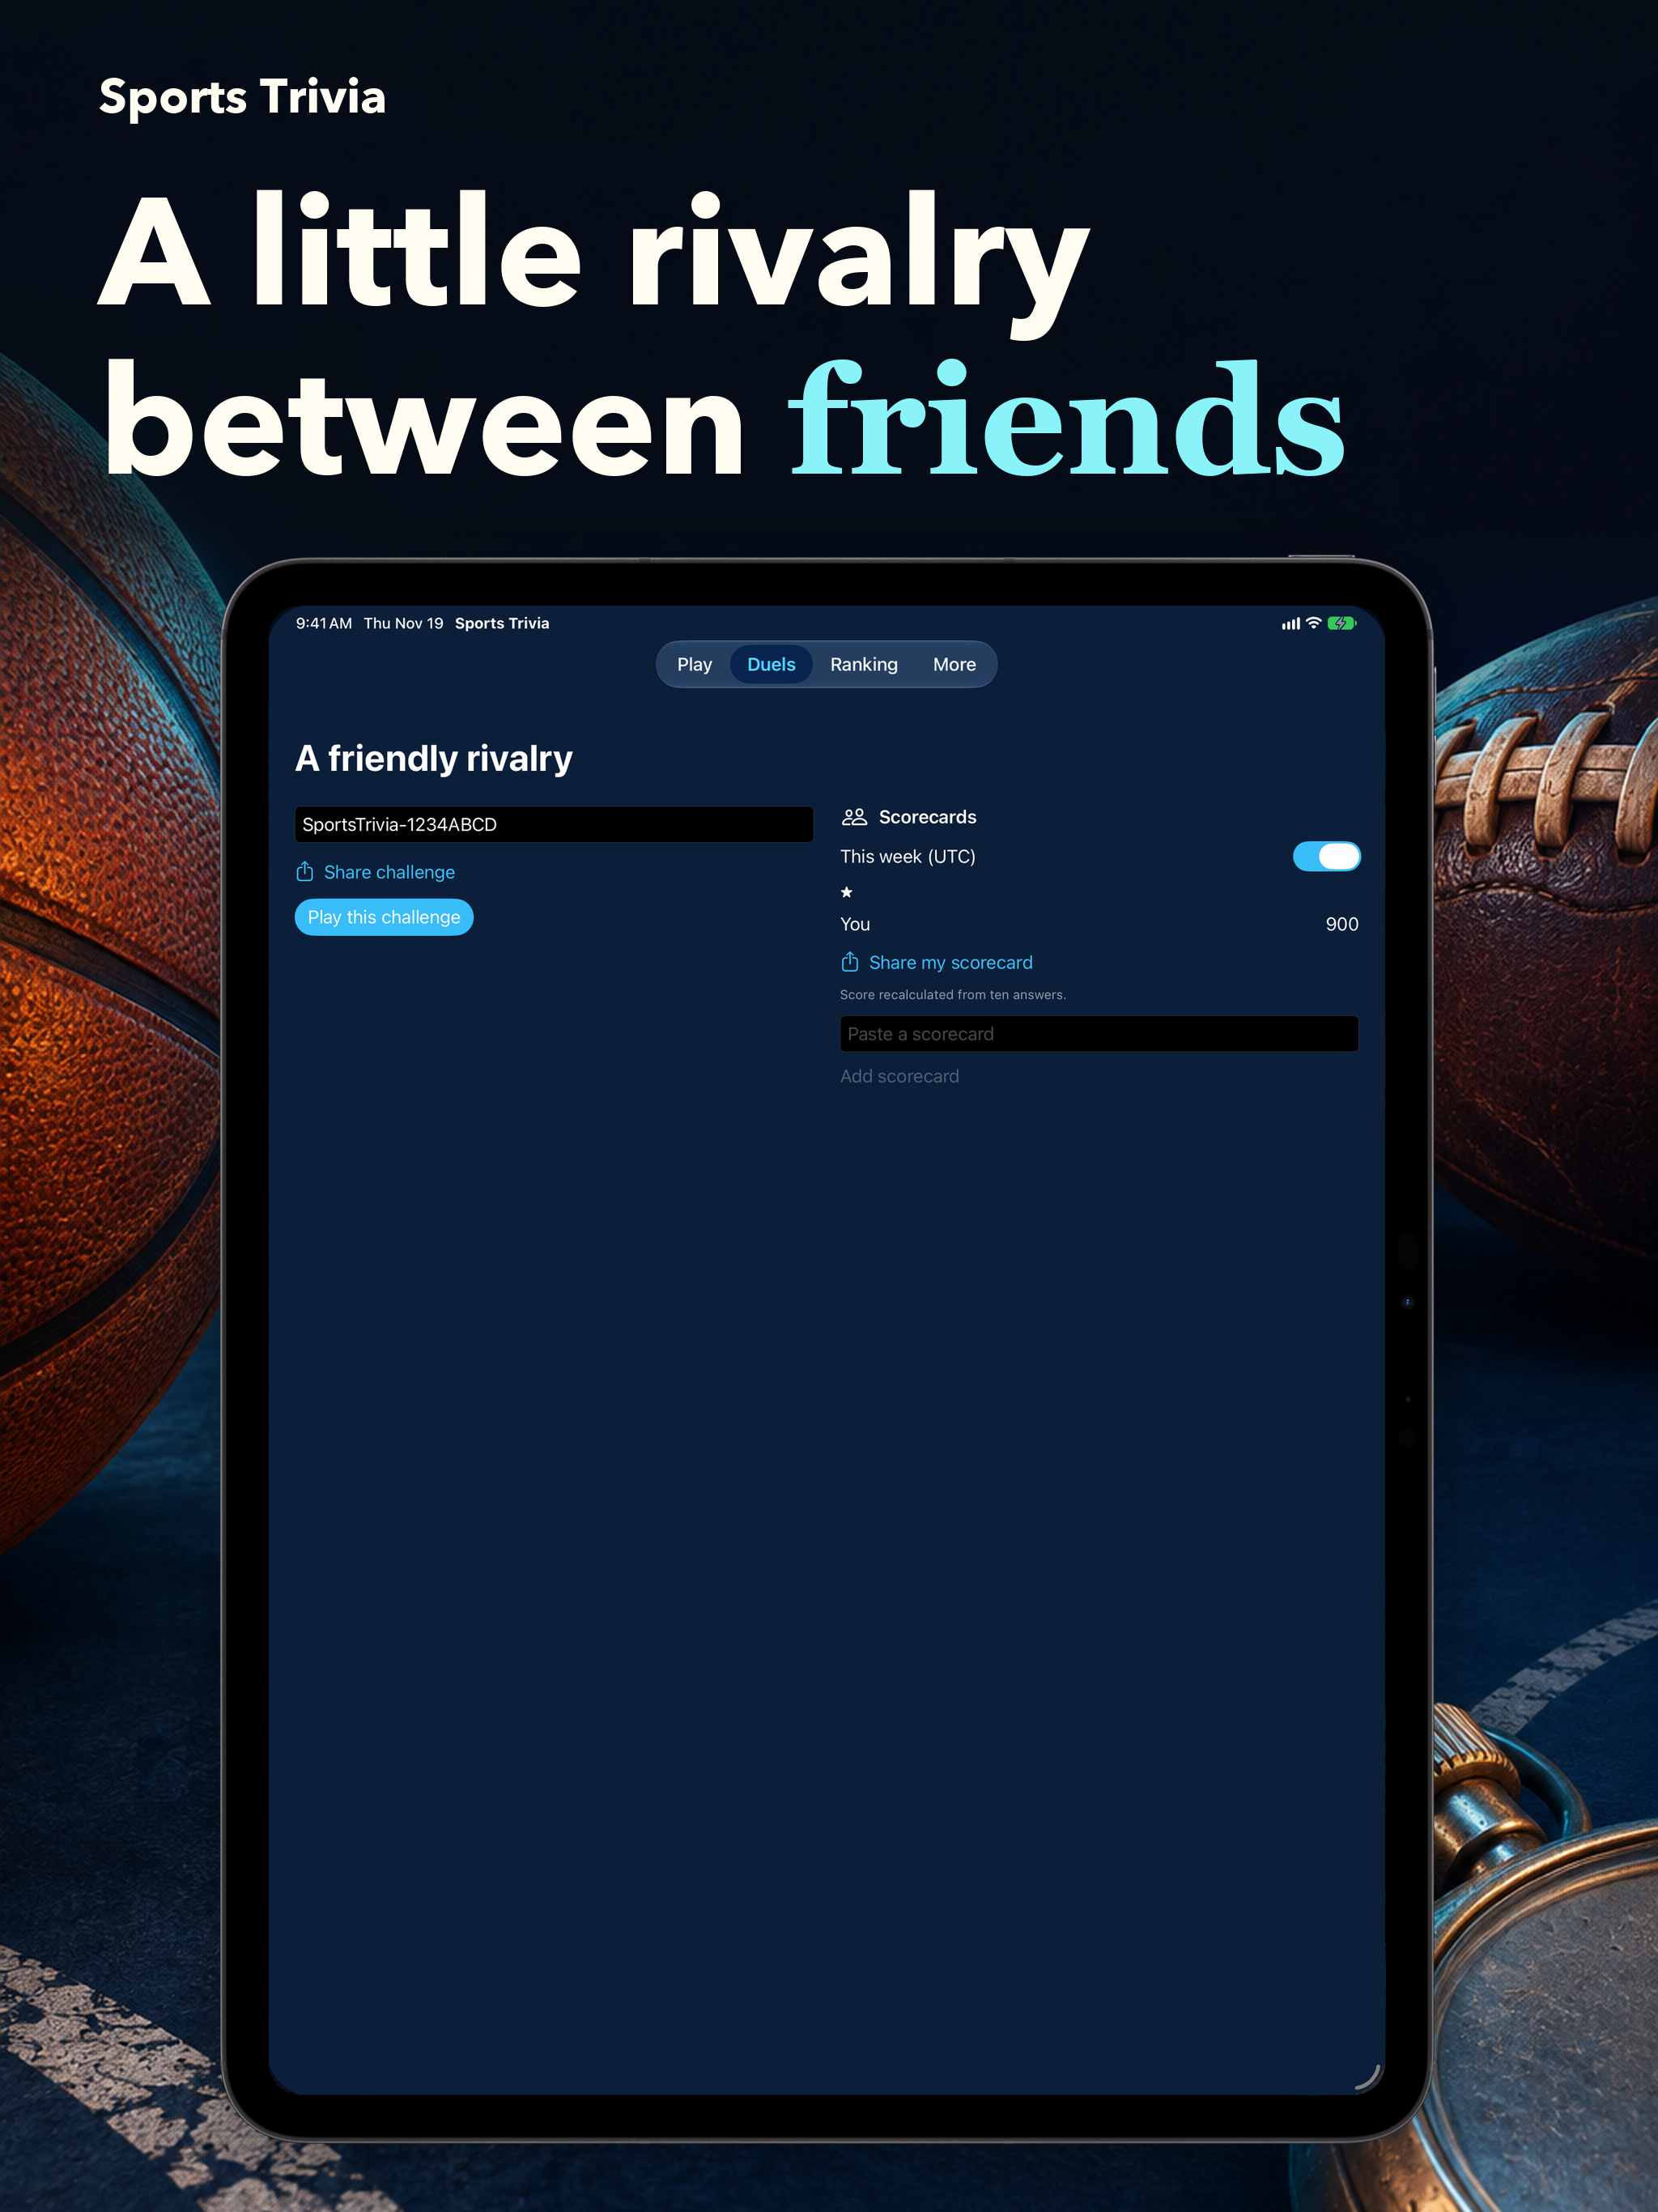 Sports Trivia
A little rivalry
between friends
9:41 AM Thu Nov 19 Sports Trivia
Play Duels Ranking More
A friendly rivalry
SportsTrivia-1234ABCD
Share challenge
Play this challenge
Scorecards
This week (UTC)
You 900
Share my scorecard
Score recalculated from ten answers.
Paste a scorecard
Add scorecard